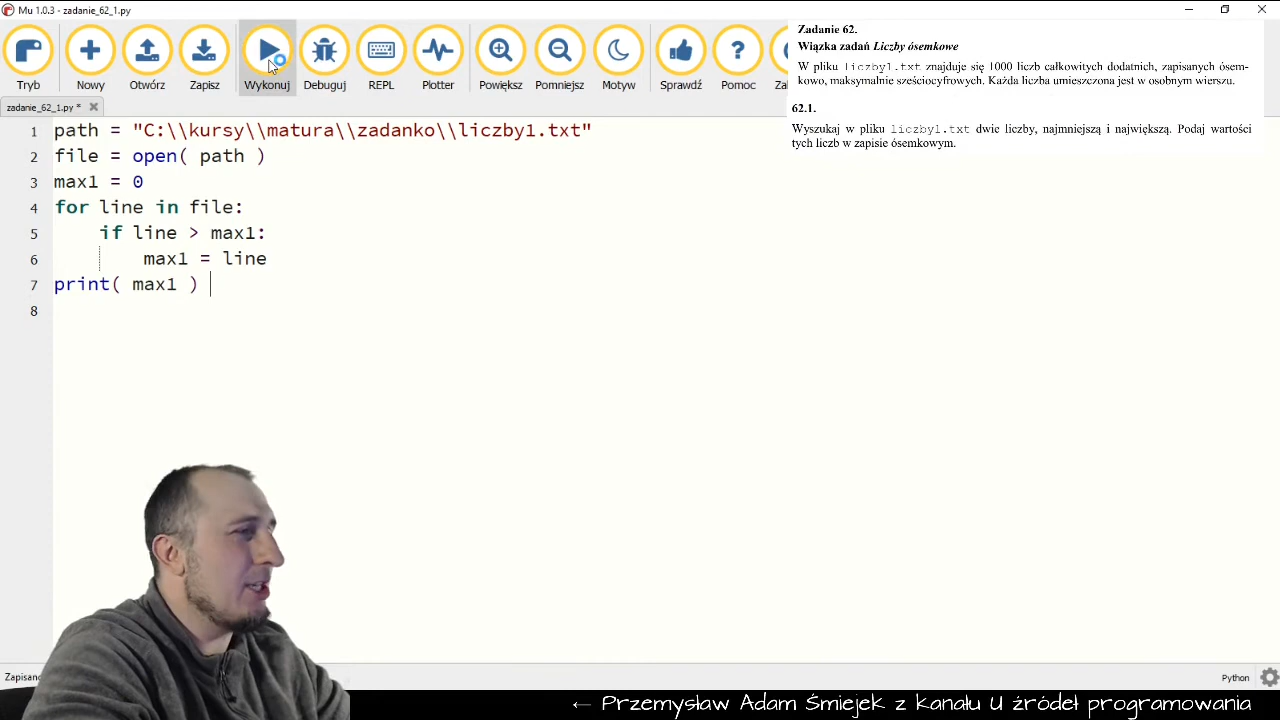 Mu 1.0.3 - zadanie_62_1.py
Tryb
Nowy
Otwórz
Zapisz
Wykonuj
Debuguj
REPL
Plotter
Powiększ
Pomniejsz
Motyw
Sprawdź
Pomoc
zadanie_62_1.py *
1 path = "C:\\kursy\\matura\\zadanko\\liczby1.txt"
2 file = open( path )
3 max1 = 0
4 for line in file:
5 if line > max1:
6 max1 = line
7 print( max1 )
8
Zadanie 62.
Wiązka zadań Liczby ósemkowe
W pliku liczby1.txt znajduje się 1000 liczb całkowitych dodatnich, zapisanych ósem-
kowo, maksymalnie sześciocyfrowych. Każda liczba umieszczona jest w osobnym wierszu.
62.1.
Wyszukaj w pliku liczby1.txt dwie liczby, najmniejszą i największą. Podaj wartości
tych liczb w zapisie ósemkowym.
Python
← Przemysław Adam Śmiejek z kanału U źródeł programowania